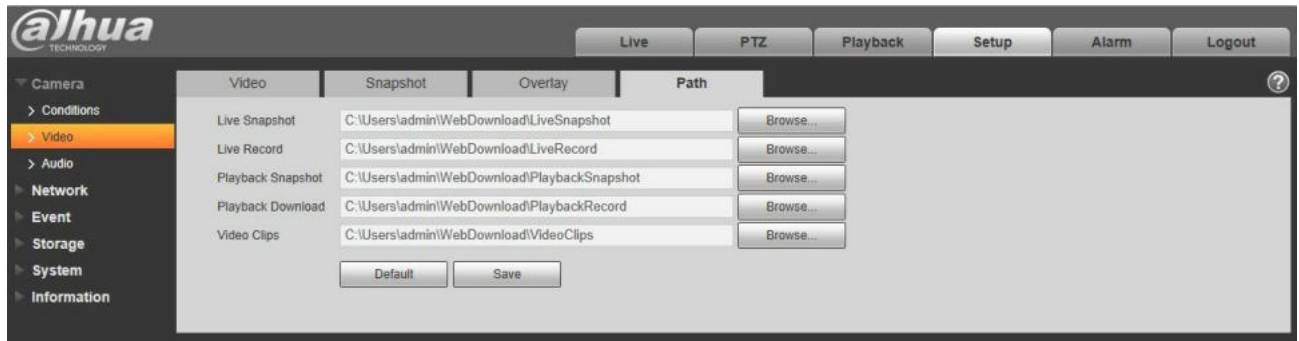 alhua
TECHNOLOGY
Live PTZ Playback Setup Alarm Logout
Camera
> Conditions
> Video
> Audio
Network
Event
Storage
System
Information
Video Snapshot Overlay Path ?
Live Snapshot C:\Users\admin\WebDownload\LiveSnapshot Browse...
Live Record C:\Users\admin\WebDownload\LiveRecord Browse...
Playback Snapshot C:\Users\admin\WebDownload\PlaybackSnapshot Browse...
Playback Download C:\Users\admin\WebDownload\PlaybackRecord Browse...
Video Clips C:\Users\admin\WebDownload\VideoClips Browse...
Default Save